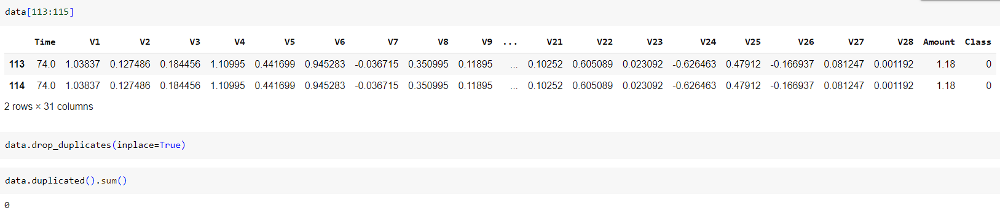 data[113:115]
Time V1 V2 V3 V4 V5 V6 V7 V8 V9 ... V21 V22 V23 V24 V25 V26 V27 V28 Amount Class
113 74.0 1.03837 0.127486 0.184456 1.10995 0.441699 0.945283 -0.036715 0.350995 0.11895 ... 0.10252 0.605089 0.023092 -0.626463 0.47912 -0.166937 0.081247 0.001192 1.18 0
114 74.0 1.03837 0.127486 0.184456 1.10995 0.441699 0.945283 -0.036715 0.350995 0.11895 ... 0.10252 0.605089 0.023092 -0.626463 0.47912 -0.166937 0.081247 0.001192 1.18 0
2 rows × 31 columns
data.drop_duplicates(inplace=True)
data.duplicated().sum()
0